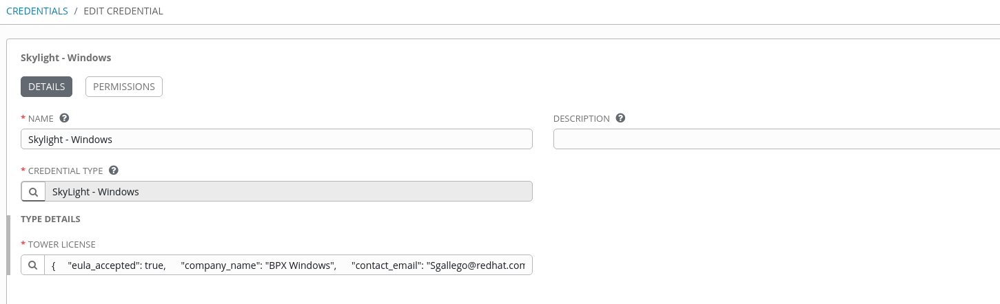 CREDENTIALS / EDIT CREDENTIAL
Skylight - Windows
DETAILS PERMISSIONS
* NAME ? DESCRIPTION ?
Skylight - Windows
* CREDENTIAL TYPE ?
SkyLight - Windows
TYPE DETAILS
* TOWER LICENSE
{ "eula_accepted": true, "company_name": "BPX Windows", "contact_email": "Sgallego@redhat.com